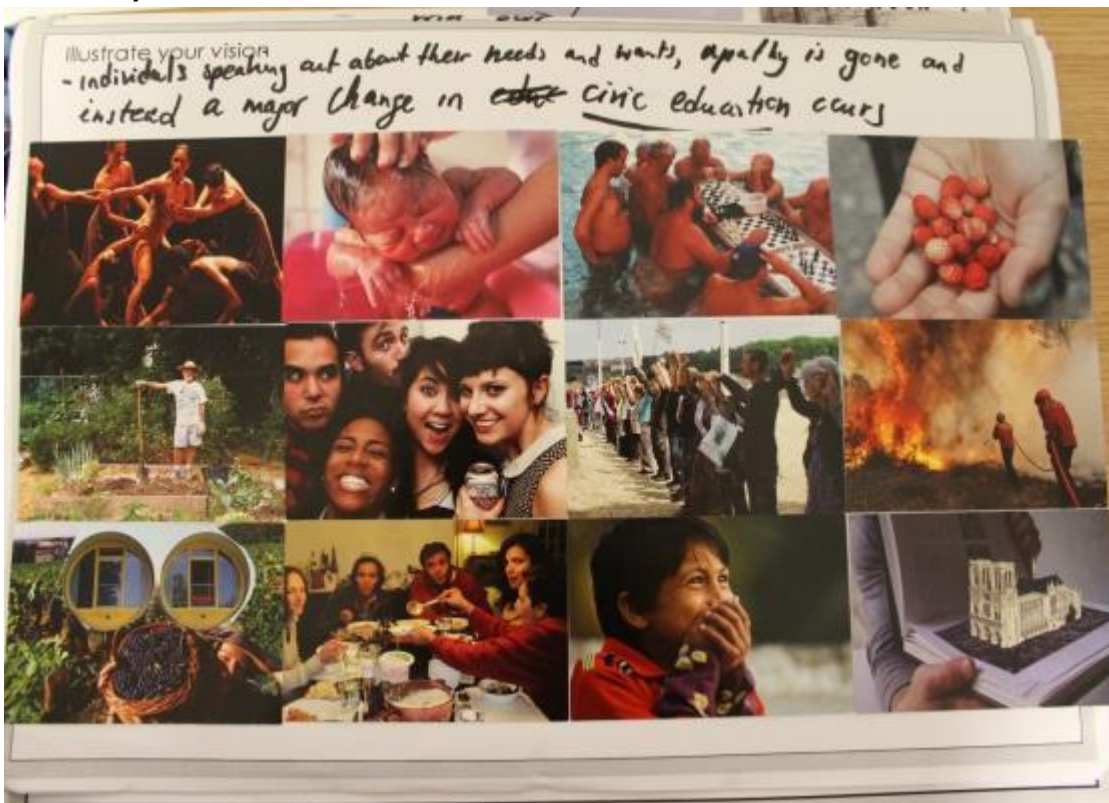 Illustrate your vision
- individuals speaking out about their needs and wants, apathy is gone and
instead a major change in civic education occurs